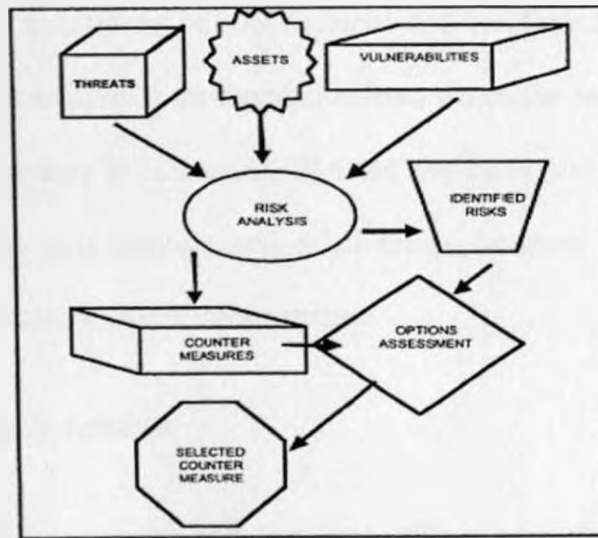 THREATS
ASSETS
VULNERABILITIES
RISK
ANALYSIS
IDENTIFIED
RISKS
COUNTER
MEASURES
OPTIONS
ASSESSMENT
SELECTED
COUNTER
MEASURE